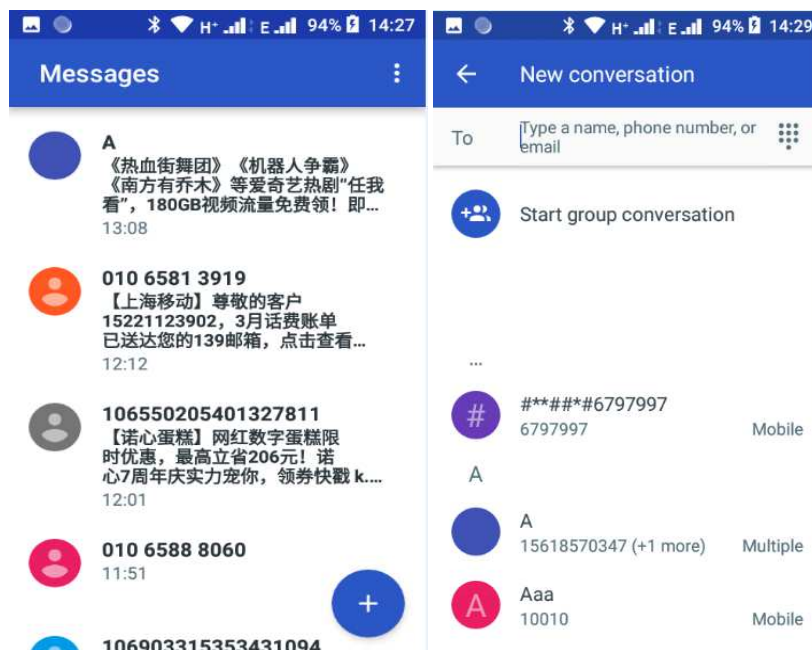 H+ E 94% 14:27
Messages
A
《热血街舞团》《机器人争霸》
《南方有乔木》等爱奇艺热剧"任我
看"，180GB视频流量免费领！即...
13:08
010 6581 3919
【上海移动】尊敬的客户
15221123902，3月话费账单
已送达您的139邮箱，点击查看...
12:12
106550205401327811
【诺心蛋糕】网红数字蛋糕限
时优惠，最高立省206元！诺
心7周年庆实力宠你，领券快戳 k....
12:01
010 6588 8060
11:51
+
106903315353431094
H+ E 94% 14:29
New conversation
To
Type a name, phone number, or
email
Start group conversation
...
#
#**##*#6797997
6797997 Mobile
A
A
15618570347 (+1 more) Multiple
A
Aaa
10010 Mobile